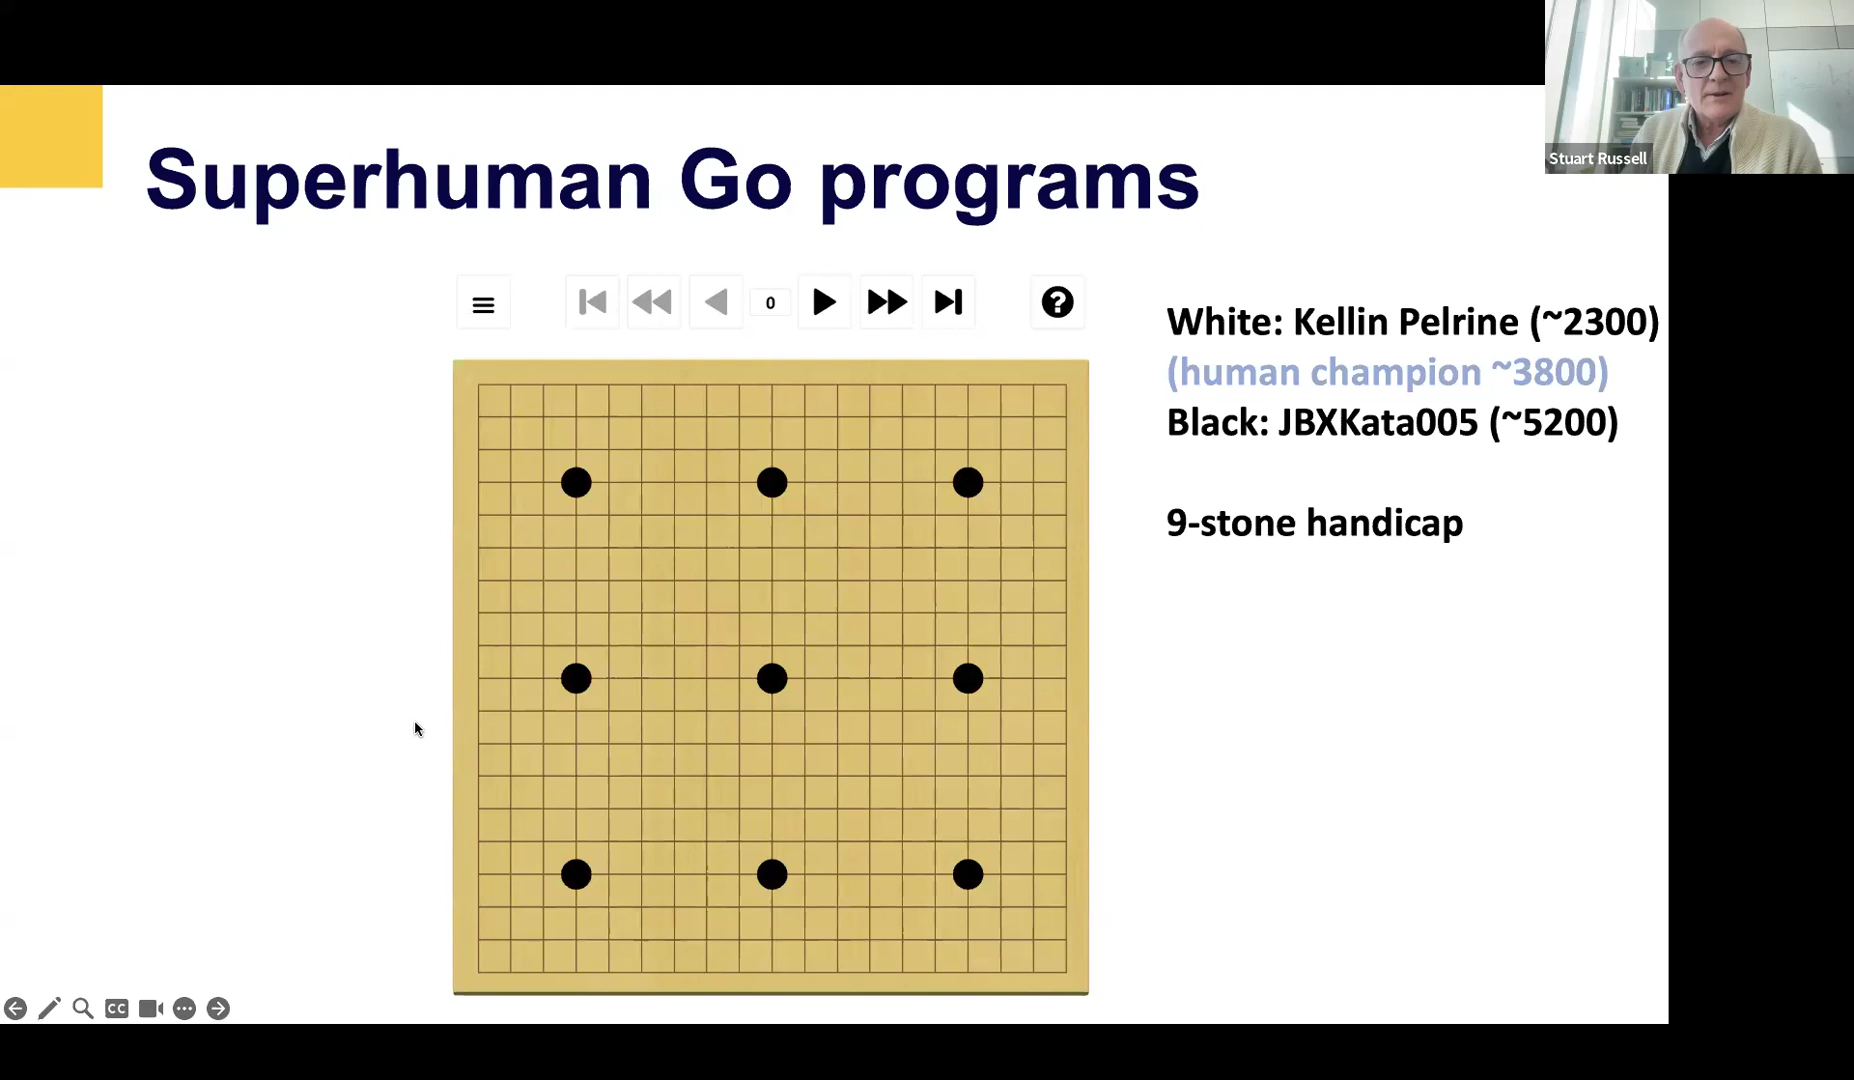 Stuart Russell
Superhuman Go programs
0
?
White: Kellin Pelrine (~2300)
(human champion ~3800)
Black: JBXKata005 (~5200)
9-stone handicap
CC